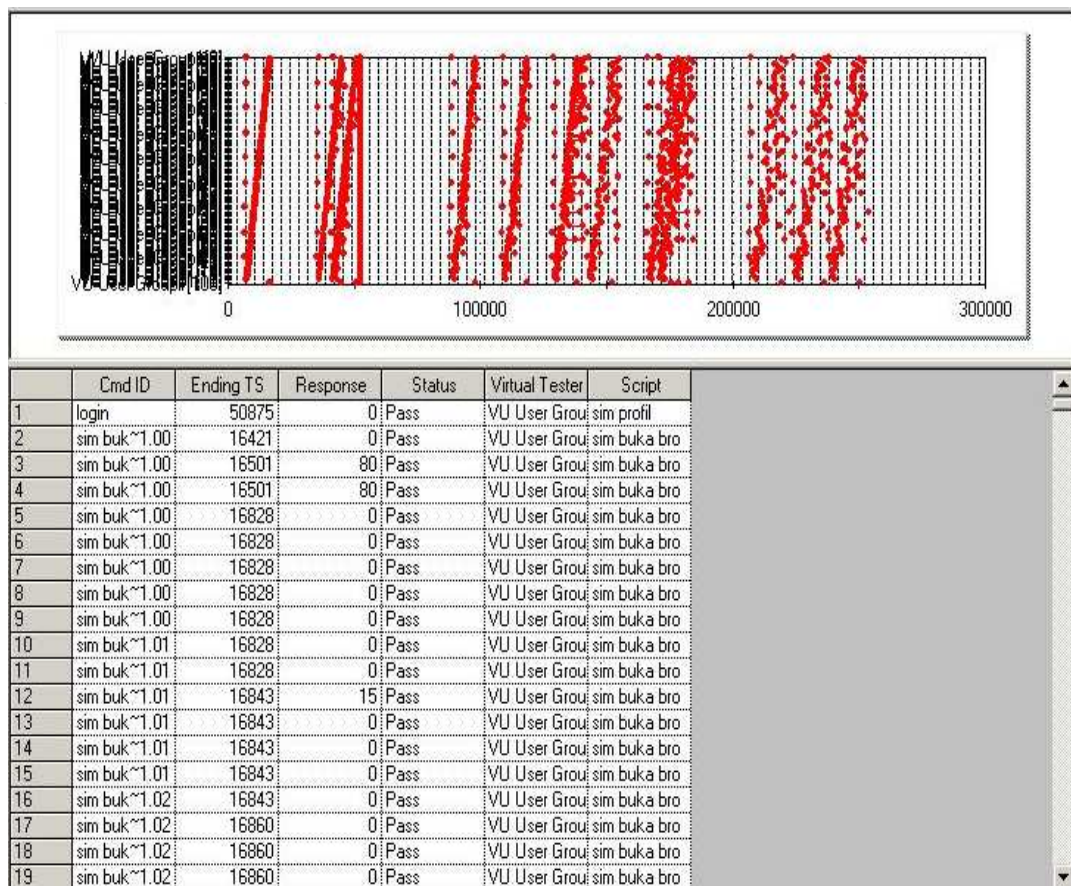 0 100000 200000 300000
Cmd ID Ending TS Response Status Virtual Tester Script
1 login 50875 0 Pass VU User Grou sim profil
2 sim buk~1.00 16421 0 Pass VU User Grou sim buka bro
3 sim buk~1.00 16501 80 Pass VU User Grou sim buka bro
4 sim buk~1.00 16501 80 Pass VU User Grou sim buka bro
5 sim buk~1.00 16828 0 Pass VU User Grou sim buka bro
6 sim buk~1.00 16828 0 Pass VU User Grou sim buka bro
7 sim buk~1.00 16828 0 Pass VU User Grou sim buka bro
8 sim buk~1.00 16828 0 Pass VU User Grou sim buka bro
9 sim buk~1.00 16828 0 Pass VU User Grou sim buka bro
10 sim buk~1.01 16828 0 Pass VU User Grou sim buka bro
11 sim buk~1.01 16828 0 Pass VU User Grou sim buka bro
12 sim buk~1.01 16843 15 Pass VU User Grou sim buka bro
13 sim buk~1.01 16843 0 Pass VU User Grou sim buka bro
14 sim buk~1.01 16843 0 Pass VU User Grou sim buka bro
15 sim buk~1.01 16843 0 Pass VU User Grou sim buka bro
16 sim buk~1.02 16843 0 Pass VU User Grou sim buka bro
17 sim buk~1.02 16860 0 Pass VU User Grou sim buka bro
18 sim buk~1.02 16860 0 Pass VU User Grou sim buka bro
19 sim buk~1.02 16860 0 Pass VU User Grou sim buka bro